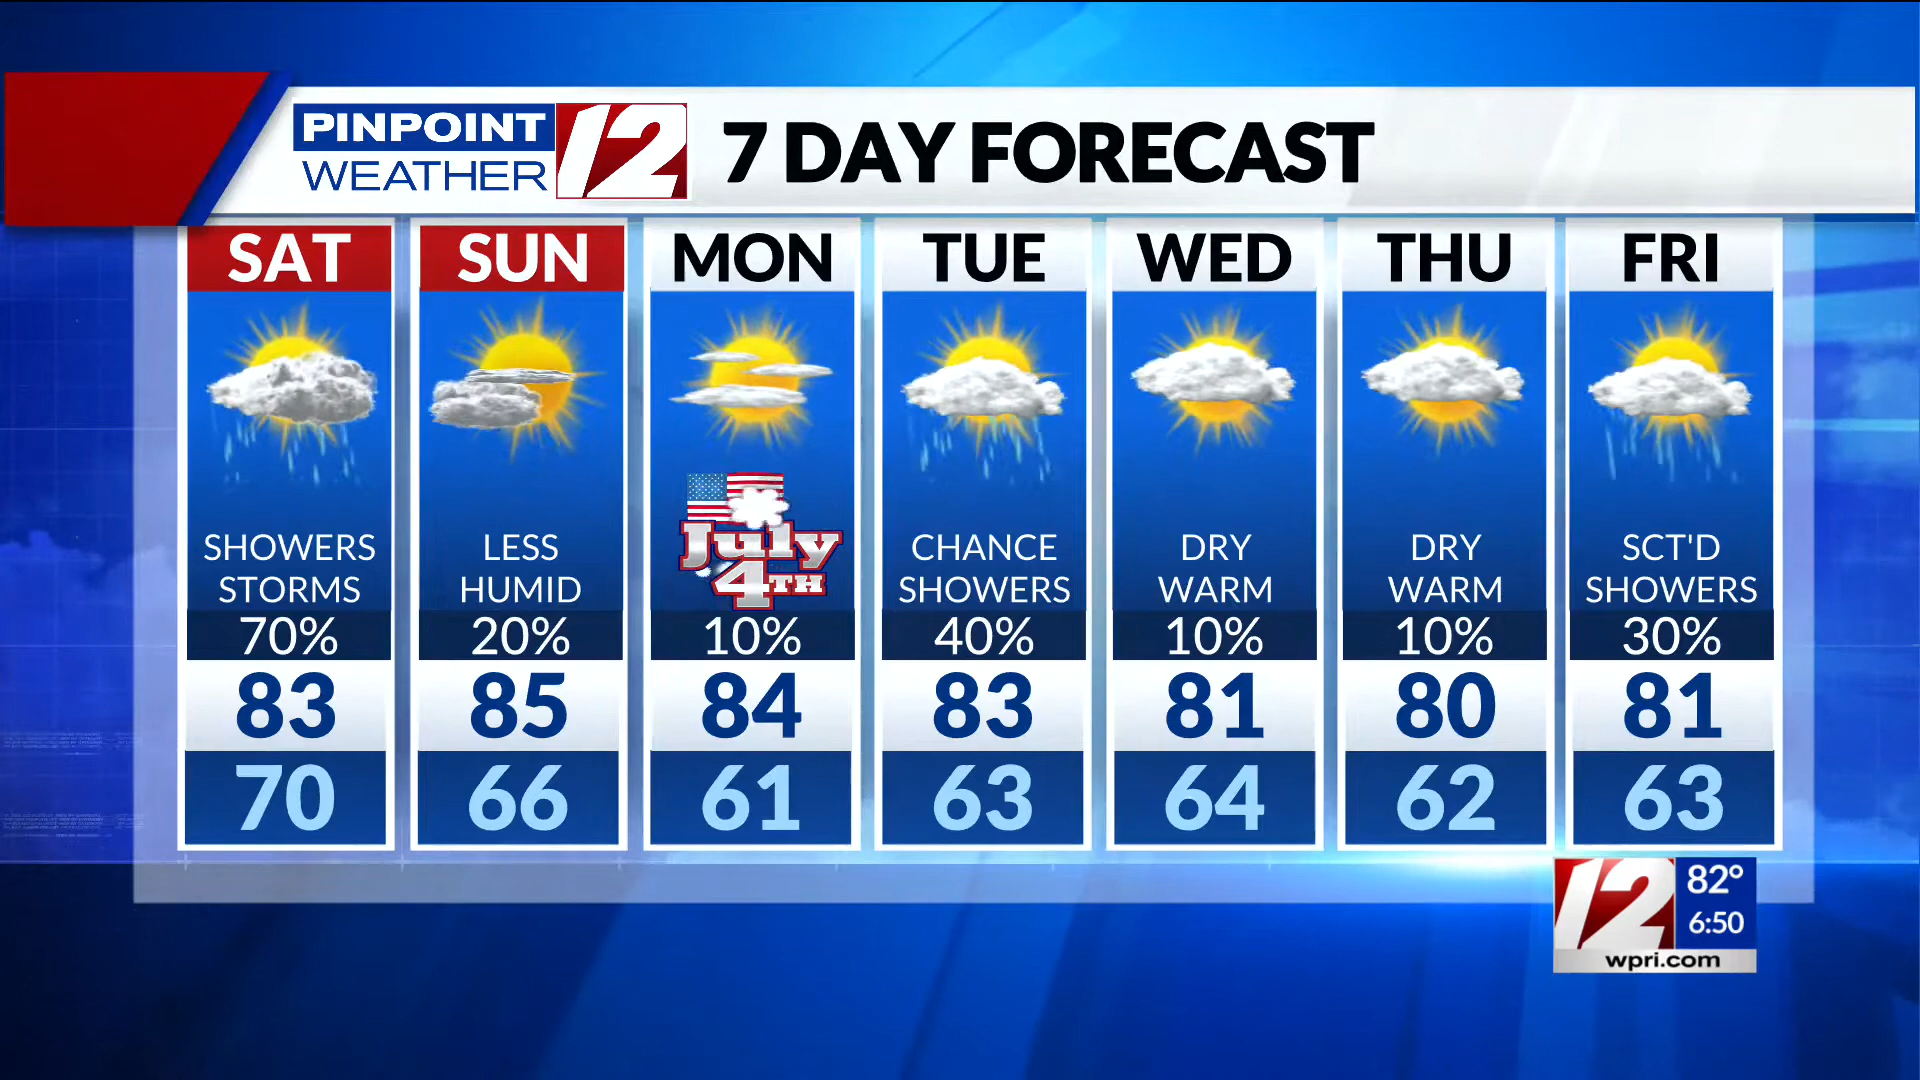 PINPOINT
WEATHER
12
7 DAY FORECAST
SAT
SUN
MON
TUE
WED
THU
FRI
SHOWERS
STORMS
LESS
HUMID
July
4TH
CHANCE
SHOWERS
DRY
WARM
DRY
WARM
SCT'D
SHOWERS
70%
20%
10%
40%
10%
10%
30%
83
85
84
83
81
80
81
70
66
61
63
64
62
63
12
82°
6:50
wpri.com